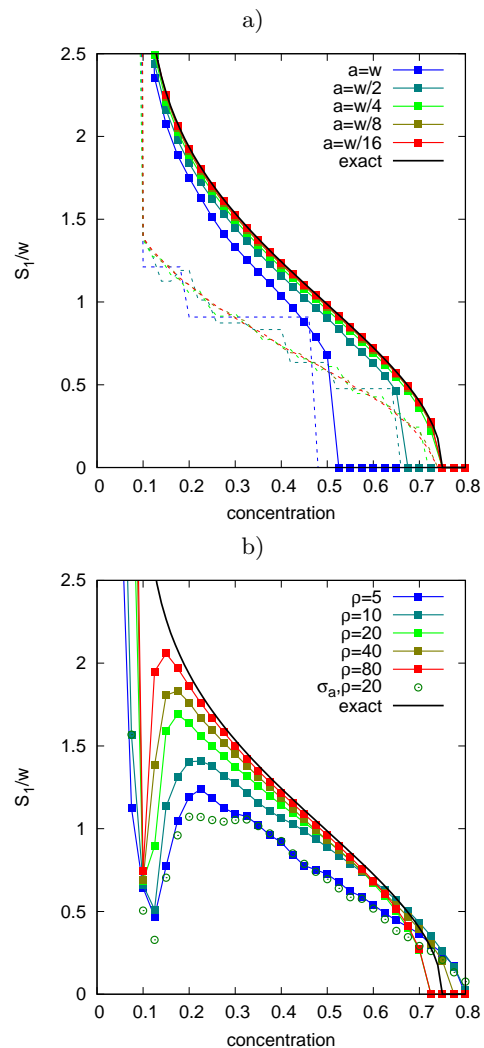 a)
2.5
2
1.5
1
0.5
0
S₁/w
a=w
a=w/2
a=w/4
a=w/8
a=w/16
exact
0 0.1 0.2 0.3 0.4 0.5 0.6 0.7 0.8
concentration
b)
2.5
2
1.5
1
0.5
0
S₁/w
ρ=5
ρ=10
ρ=20
ρ=40
ρ=80
σₐ,ρ=20
exact
0 0.1 0.2 0.3 0.4 0.5 0.6 0.7 0.8
concentration